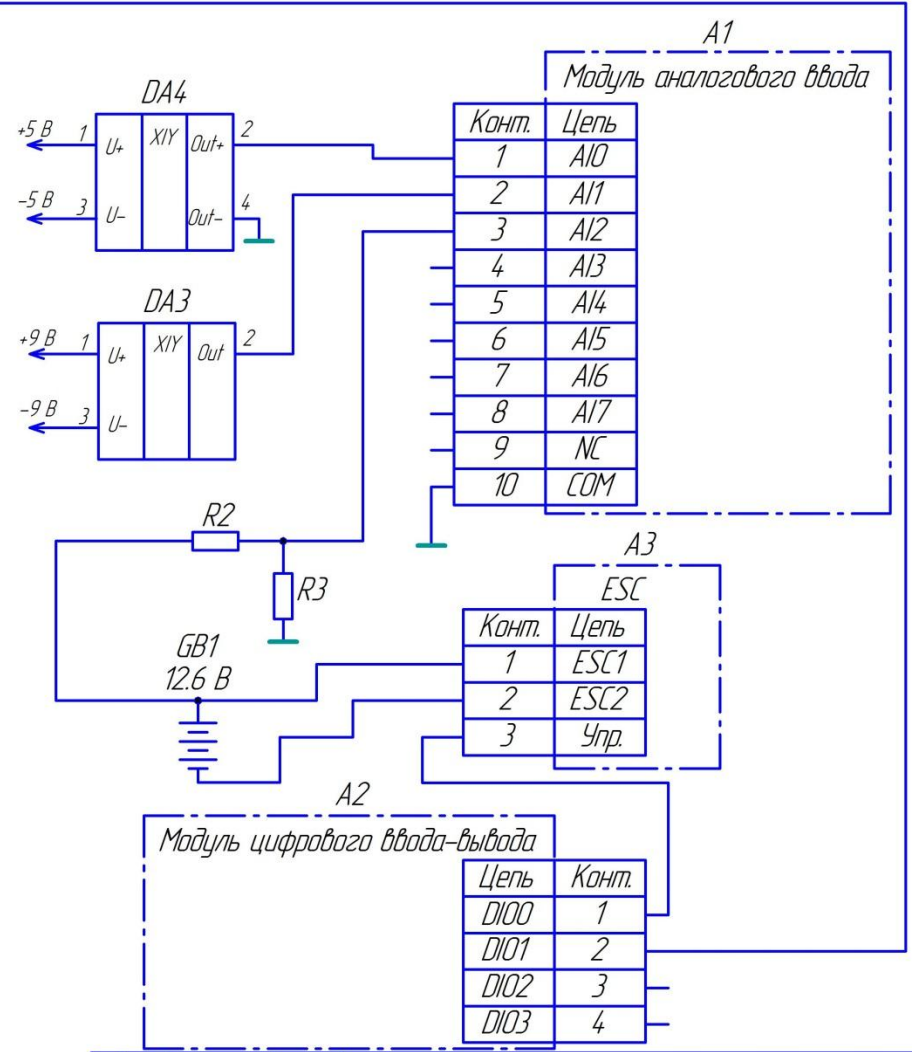 A1
Модуль аналогового ввода
DA4
+5 В 1 U+ X|Y Out+ 2
-5 В 3 U- Out- 4
Конт. Цепь
1 AI0
2 AI1
3 AI2
4 AI3
5 AI4
6 AI5
7 AI6
8 AI7
9 NC
10 COM
DA3
+9 В 1 U+ X|Y Out 2
-9 В 3 U-
R2
R3
GB1
12.6 В
A3
ESC
Конт. Цепь
1 ESC1
2 ESC2
3 Упр.
A2
Модуль цифрового ввода-вывода
Цепь Конт.
DIO0 1
DIO1 2
DIO2 3
DIO3 4